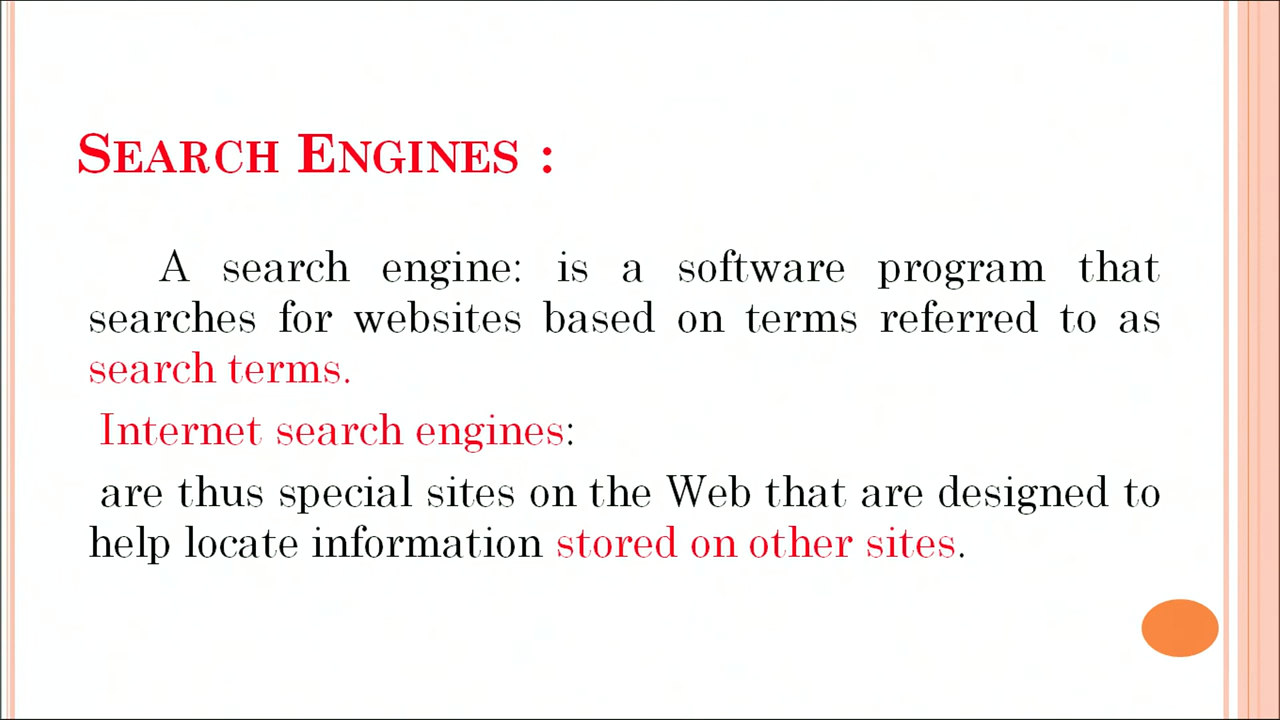 SEARCH ENGINES :
A search engine: is a software program that
searches for websites based on terms referred to as
search terms.
Internet search engines:
are thus special sites on the Web that are designed to
help locate information stored on other sites.